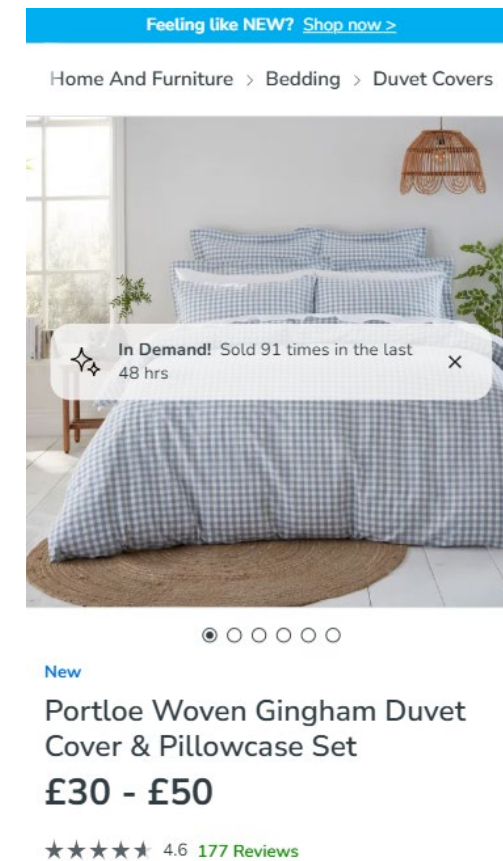 Feeling like NEW? Shop now >
Home And Furniture > Bedding > Duvet Covers
In Demand! Sold 91 times in the last
48 hrs
New
Portloe Woven Gingham Duvet
Cover & Pillowcase Set
£30 - £50
4.6 177 Reviews